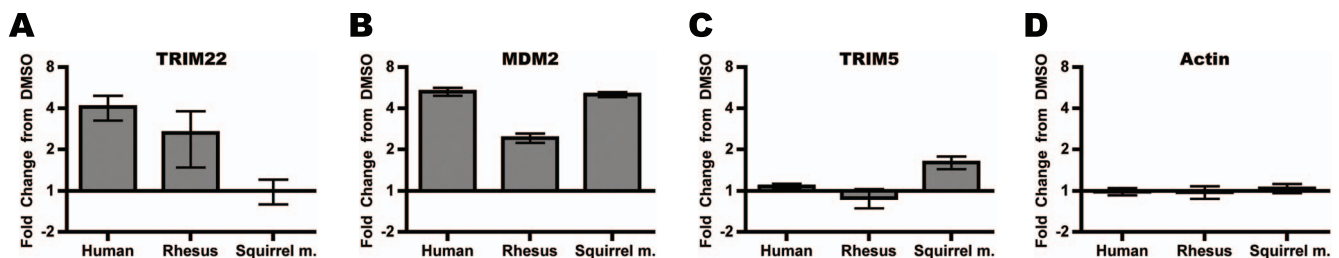 A
TRIM22
Fold Change from DMSO
8
4
2
1
-2
Human Rhesus Squirrel m.
B
MDM2
Fold Change from DMSO
8
4
2
1
-2
Human Rhesus Squirrel m.
C
TRIM5
Fold Change from DMSO
8
4
2
1
-2
Human Rhesus Squirrel m.
D
Actin
Fold Change from DMSO
8
4
2
1
-2
Human Rhesus Squirrel m.